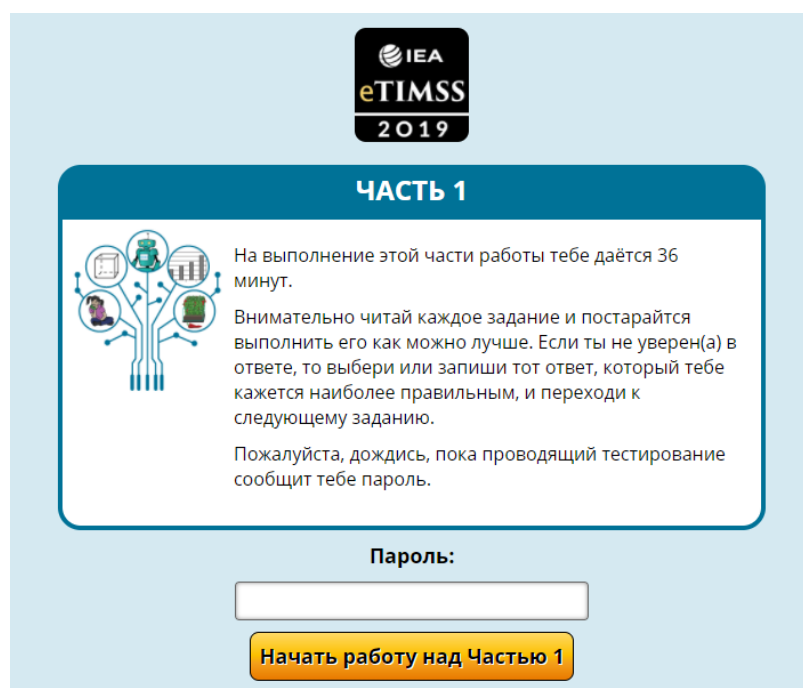 IEA
eTIMSS
2019
ЧАСТЬ 1
На выполнение этой части работы тебе даётся 36
минут.
Внимательно читай каждое задание и постарайтся
выполнить его как можно лучше. Если ты не уверен(а) в
ответе, то выбери или запиши тот ответ, который тебе
кажется наиболее правильным, и переходи к
следующему заданию.
Пожалуйста, дождись, пока проводящий тестирование
сообщит тебе пароль.
Пароль:
Начать работу над Частью 1